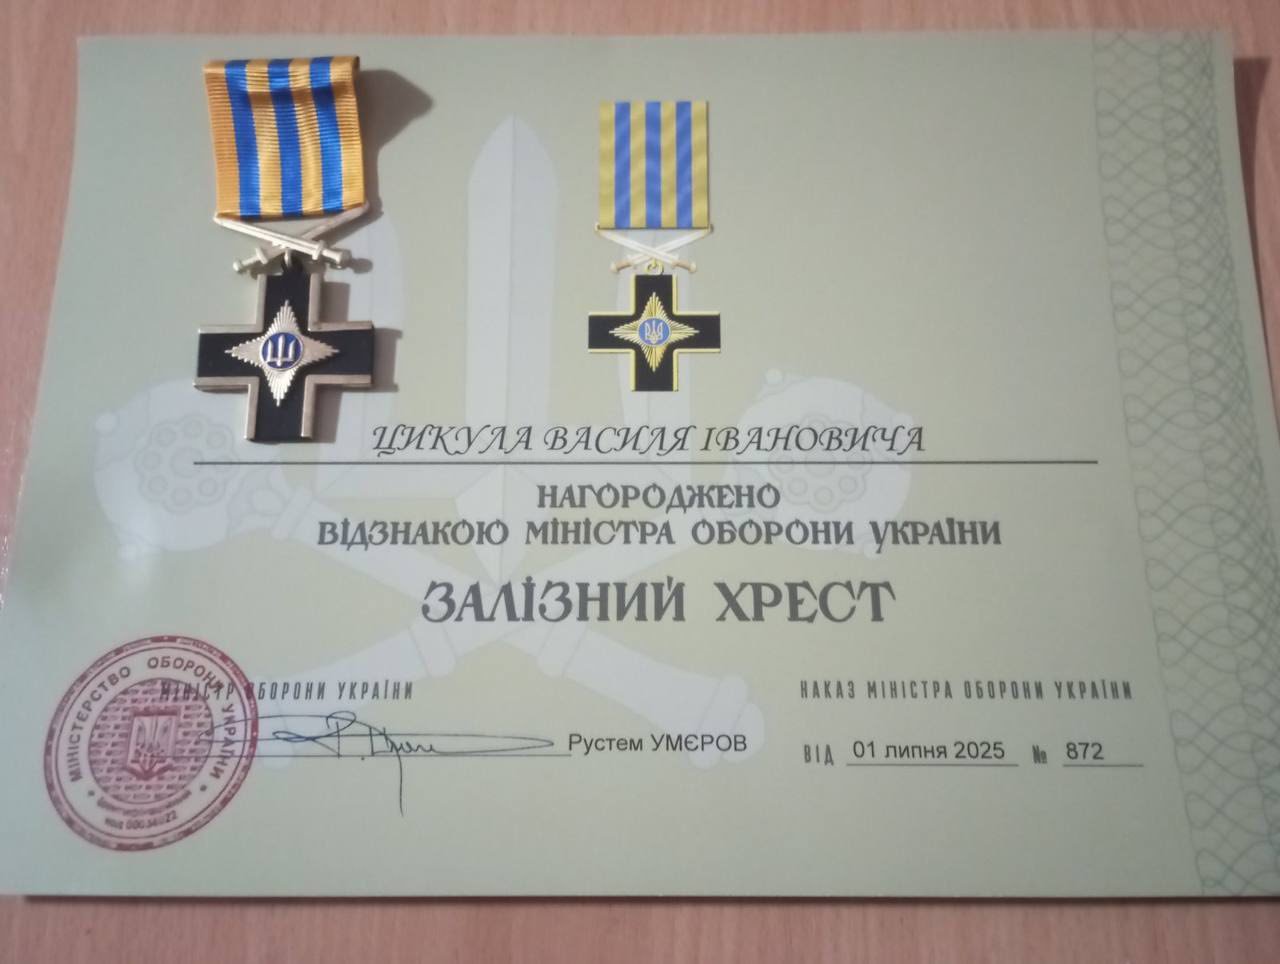 ЦИКУЛА ВАСИЛЯ ІВАНОВИЧА
НАГОРОДЖЕНО
ВІДЗНАКОЮ МІНІСТРА ОБОРОНИ УКРАЇНИ
ЗАЛІЗНИЙ ХРЕСТ
МІНІСТР ОБОРОНИ УКРАЇНИ
Рустем УМЄРОВ
НАКАЗ МІНІСТРА ОБОРОНИ УКРАЇНИ
ВІД 01 липня 2025 № 872
МІНІСТЕРСТВО ОБОРОНИ УКРАЇНИ